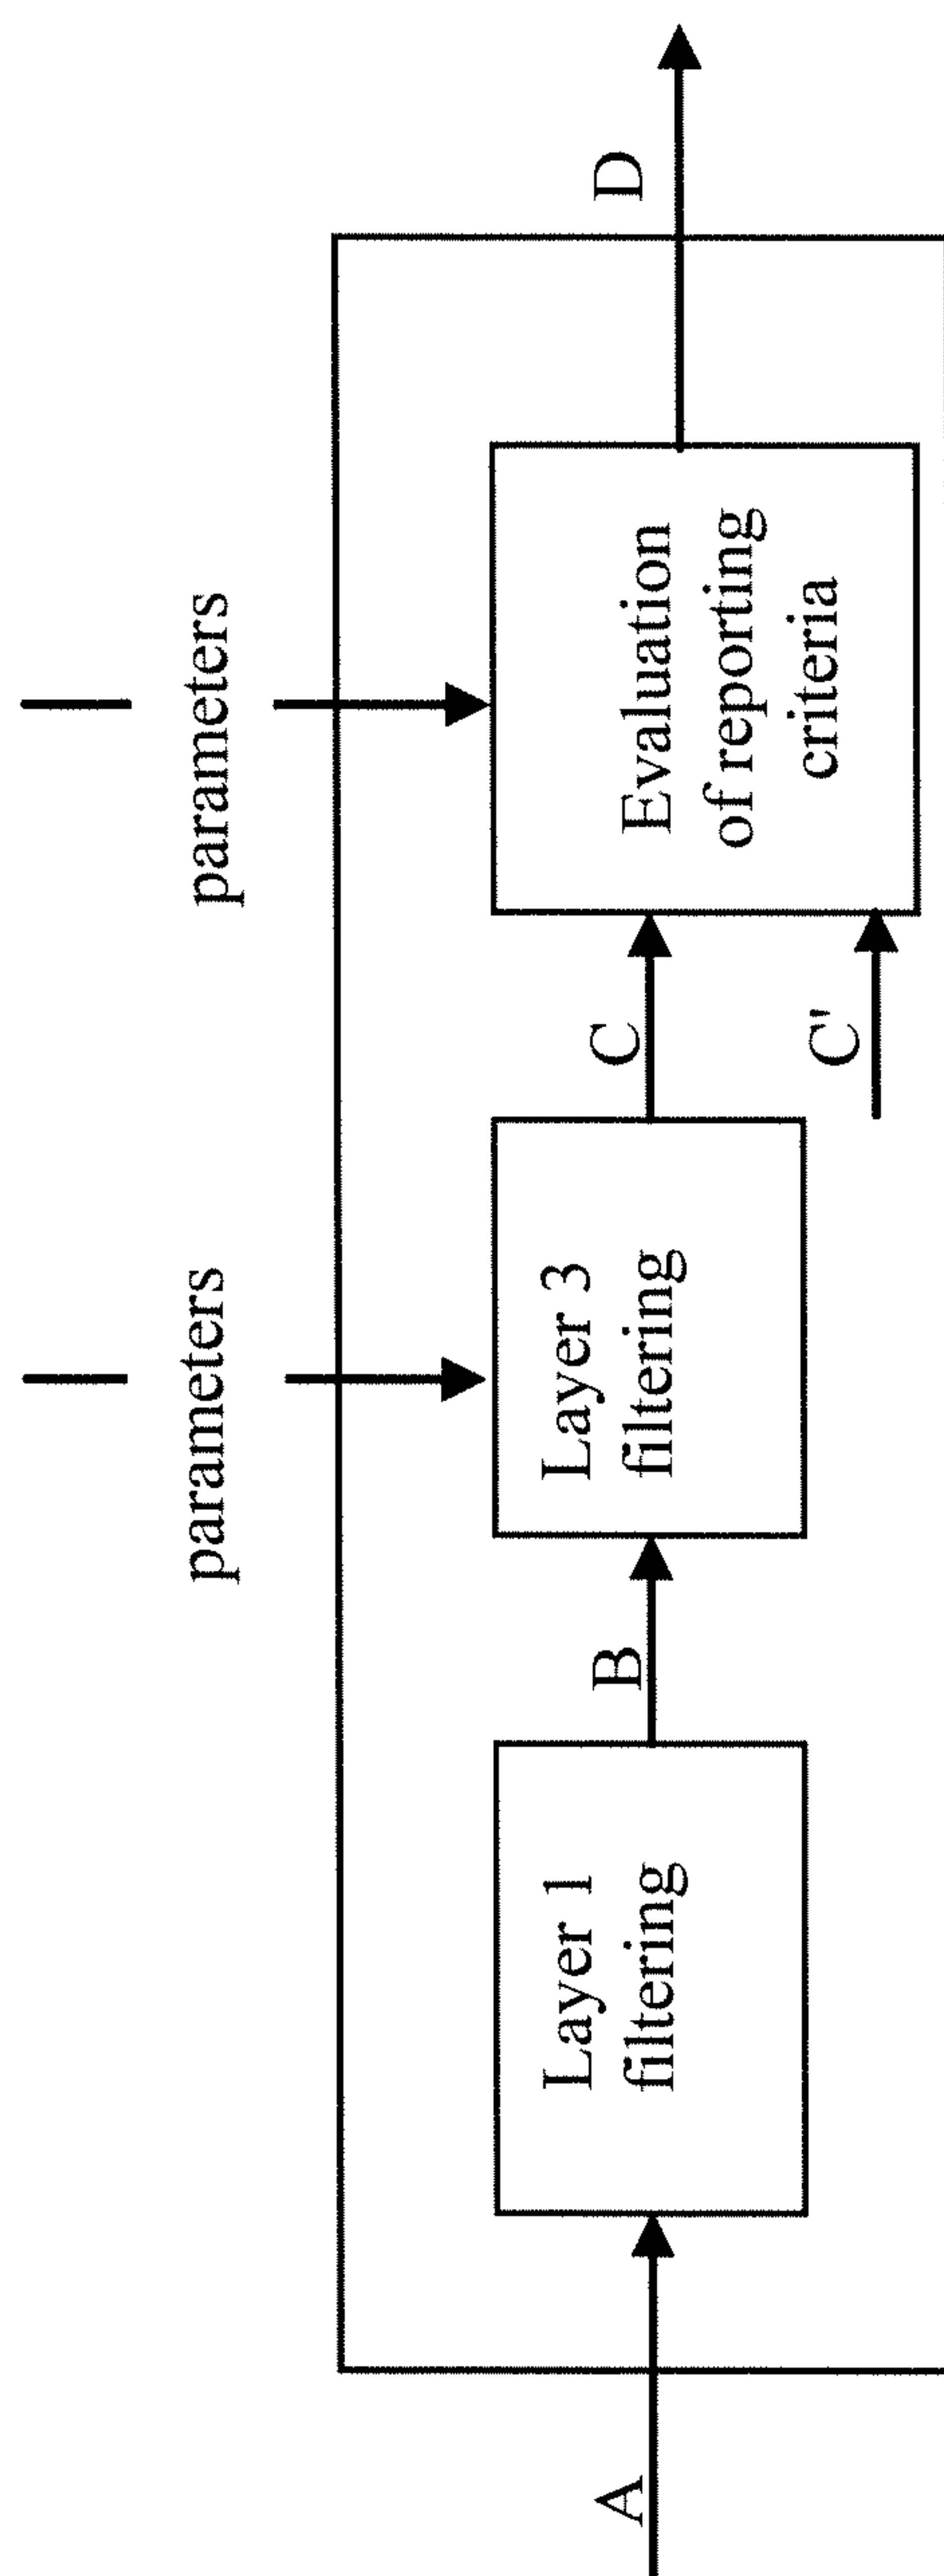 parameters
parameters
A
Layer 1
filtering
B
Layer 3
filtering
C
C'
Evaluation
of reporting
criteria
D